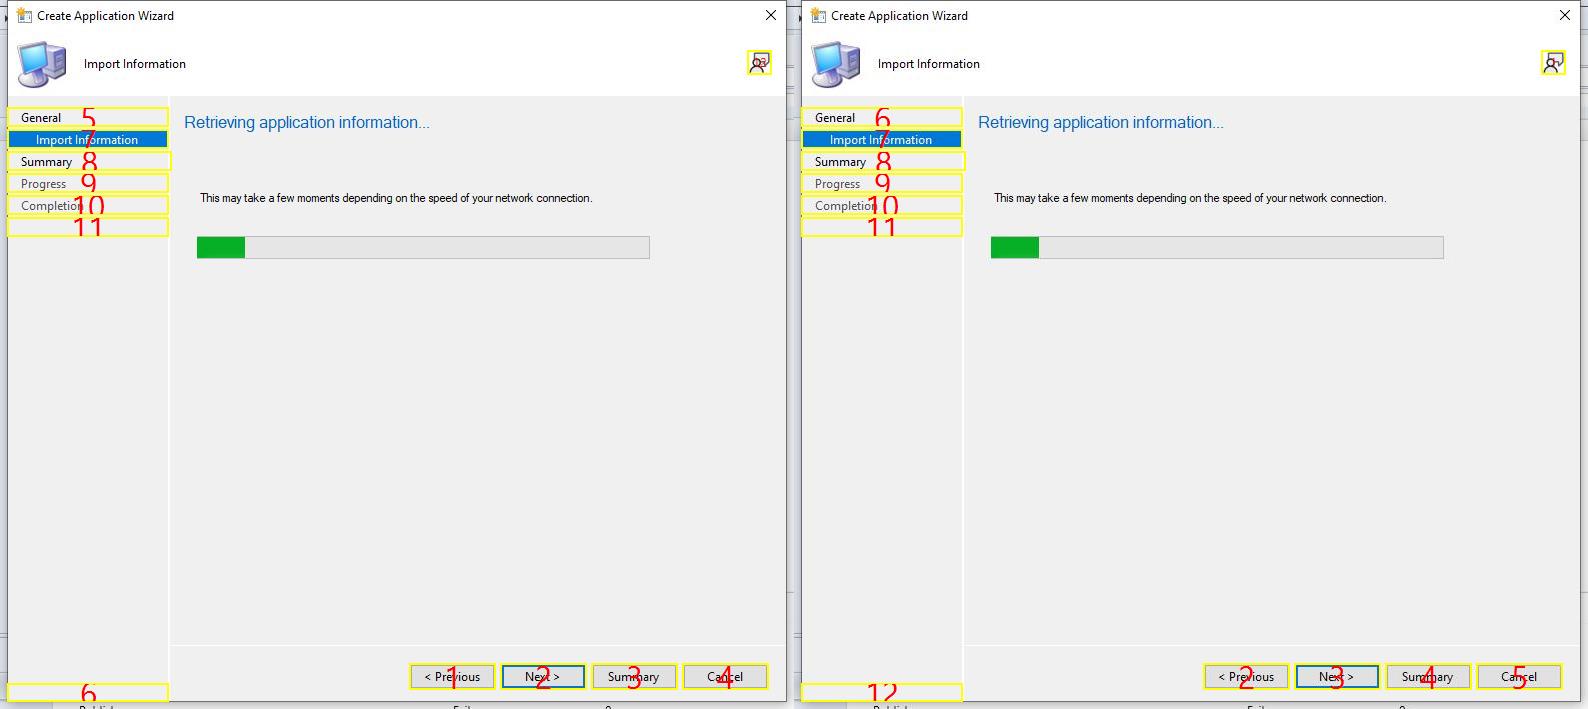 Create Application Wizard
Import Information
13
General 5
Import Information 7
Summary 8
Progress 9
Completion 10
11
Retrieving application information...
This may take a few moments depending on the speed of your network connection.
< Previous 1
Next > 2
Summary 3
Cancel 4
6
Create Application Wizard
Import Information
General 6
Import Information 7
Summary 8
Progress 9
Completion 10
11
Retrieving application information...
This may take a few moments depending on the speed of your network connection.
< Previous 2
Next > 3
Summary 4
Cancel 5
12